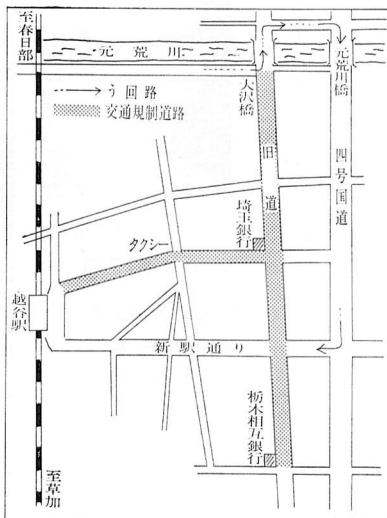 至春日部
元荒川
元荒川橋
大沢橋
う回路
交通規制道路
旧道
四号国道
埼玉銀行
タクシー
越谷駅
新駅通り
栃木相互銀行
至草加